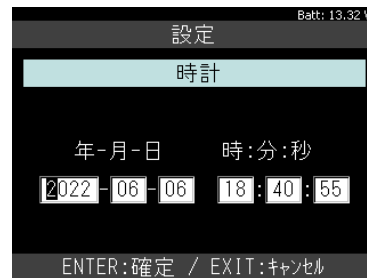 Batt: 13.32 V
設定
時計
年-月-日 時:分:秒
2022-06-06 18:40:55
ENTER:確定 / EXIT:ｷｬﾝｾﾙ